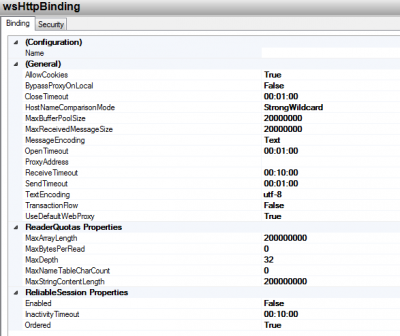 wsHttpBinding
Binding Security
(Configuration)
Name
(General)
AllowCookies True
BypassProxyOnLocal False
CloseTimeout 00:01:00
HostNameComparisonMode StrongWildcard
MaxBufferPoolSize 20000000
MaxReceivedMessageSize 20000000
MessageEncoding Text
OpenTimeout 00:01:00
ProxyAddress
ReceiveTimeout 00:10:00
SendTimeout 00:01:00
TextEncoding utf-8
TransactionFlow False
UseDefaultWebProxy True
ReaderQuotas Properties
MaxArrayLength 200000000
MaxBytesPerRead 0
MaxDepth 32
MaxNameTableCharCount 0
MaxStringContentLength 200000000
ReliableSession Properties
Enabled False
InactivityTimeout 00:10:00
Ordered True